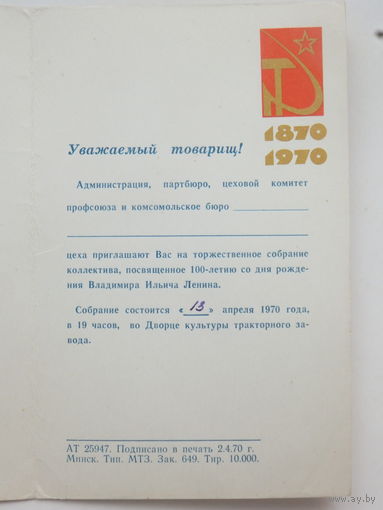 1870
1970
Уважаемый товарищ!
Администрация, партбюро, цеховой комитет
профсоюза и комсомольское бюро
цеха приглашают Вас на торжественное собрание
коллектива, посвященное 100-летию со дня рожде-
ния Владимира Ильича Ленина.
Собрание состоится «13» апреля 1970 года,
в 19 часов, во Дворце культуры тракторного за-
вода.
АТ 25947. Подписано в печать 2.4.70 г.
Минск. Тип. МТЗ. Зак. 649. Тир. 10.000.
au.by